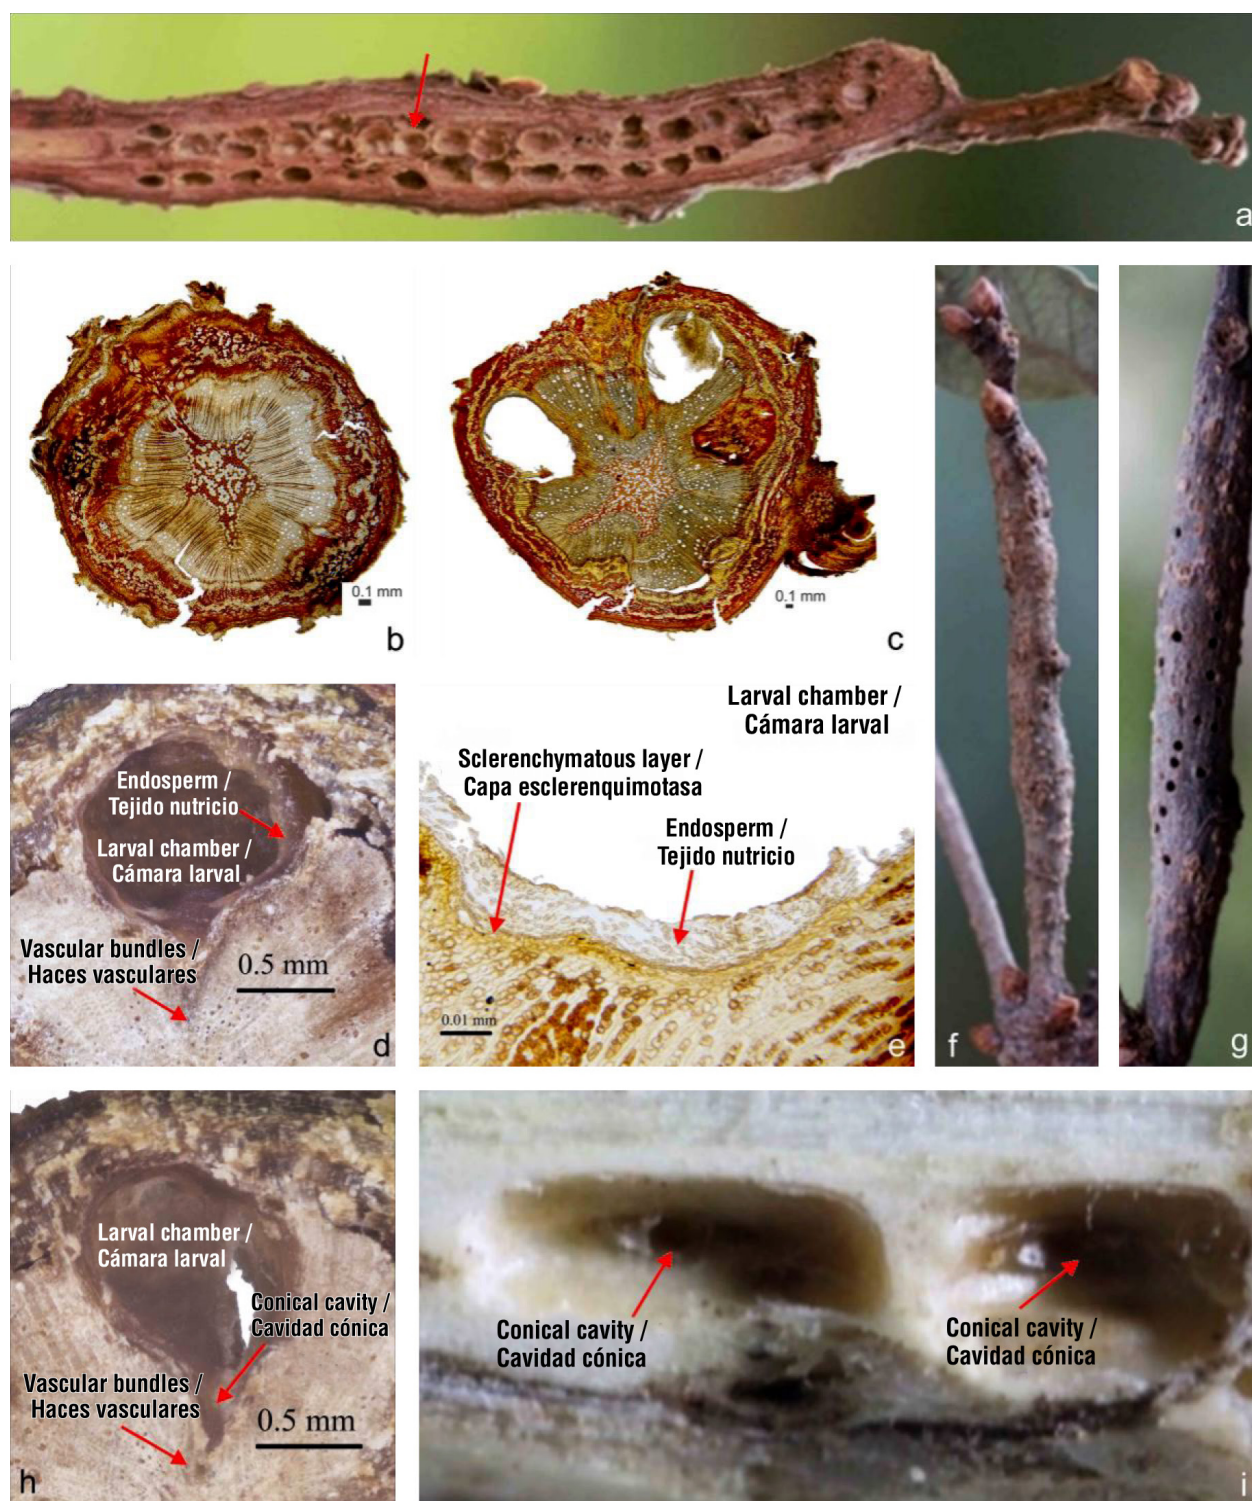 a
0.1 mm
b
0.1 mm
c
Endosperm /
Tejido nutricio
Larval chamber /
Cámara larval
Vascular bundles /
Haces vasculares
0.5 mm
d
Larval chamber /
Cámara larval
Sclerenchymatous layer /
Capa esclerenquimotasa
Endosperm /
Tejido nutricio
0.01 mm
e
f
g
Larval chamber /
Cámara larval
Conical cavity /
Cavidad cónica
Vascular bundles /
Haces vasculares
0.5 mm
h
Conical cavity /
Cavidad cónica
Conical cavity /
Cavidad cónica
i